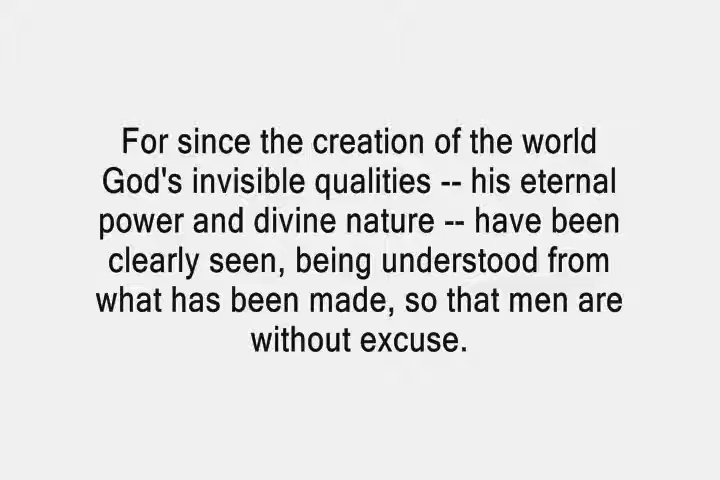 For since the creation of the world
God's invisible qualities -- his eternal
power and divine nature -- have been
clearly seen, being understood from
what has been made, so that men are
without excuse.